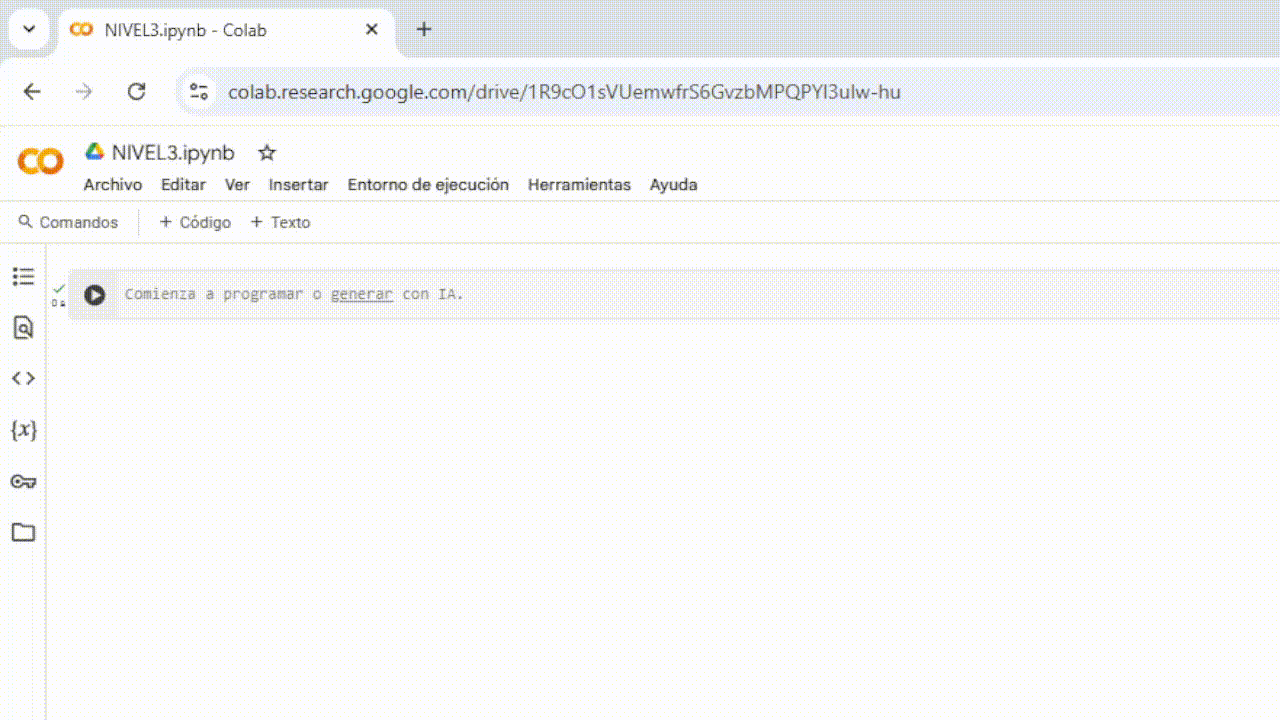 NIVEL3.ipynb - Colab
colab.research.google.com/drive/1R9cO1sVUemwfrS6GvzbMPQPYI3ulw-hu
NIVEL3.ipynb
Archivo Editar Ver Insertar Entorno de ejecución Herramientas Ayuda
Comandos + Código + Texto
Comienza a programar o generar con IA.